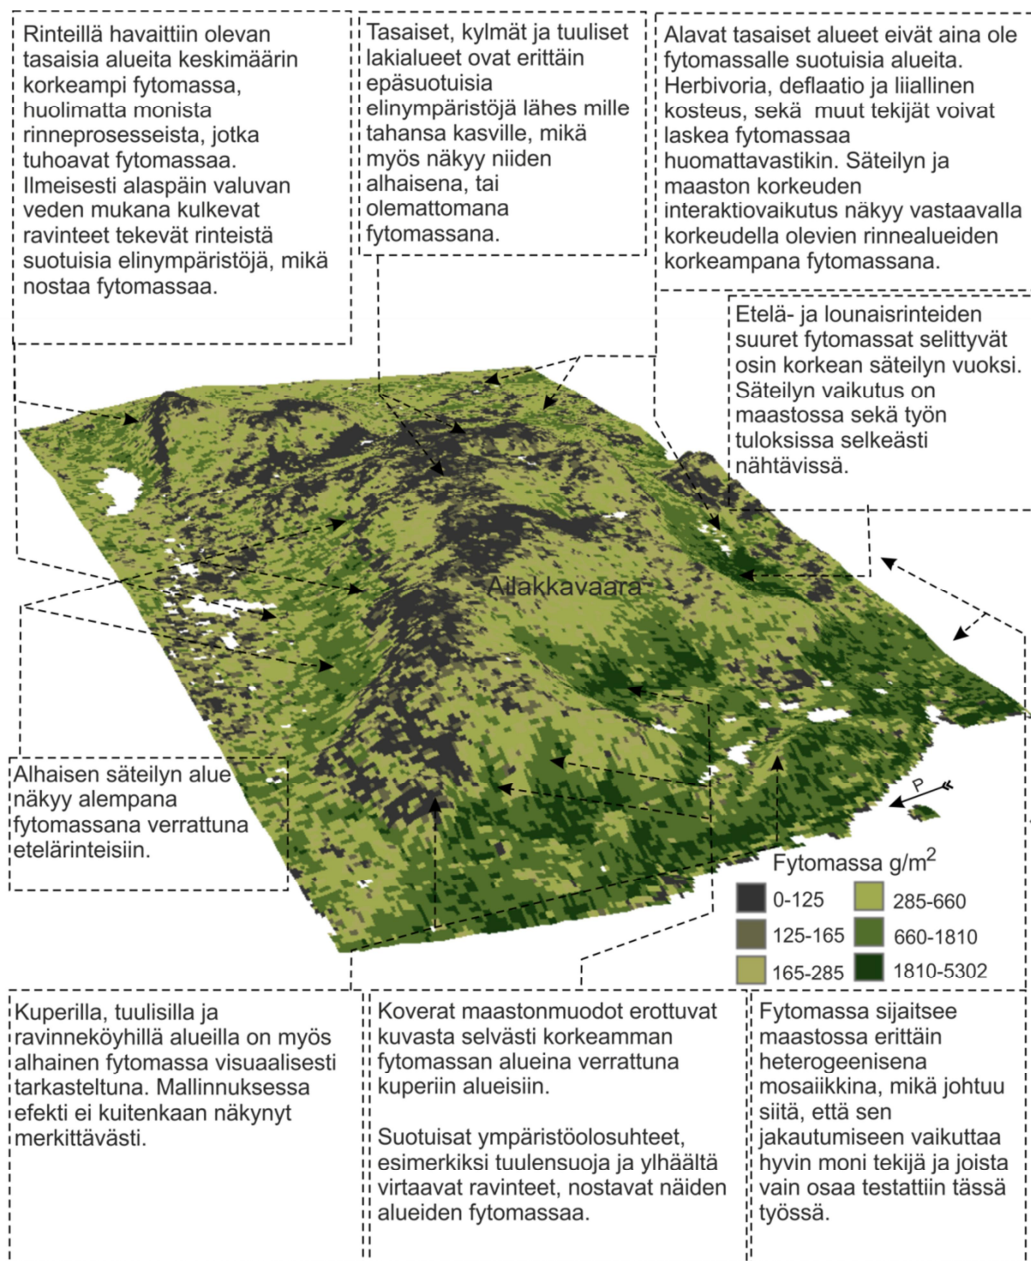 Rinteillä havaittiin olevan
tasaisia alueita keskimäärin
korkeampi fytomassa,
huolimatta monista
rinneprosesseista, jotka
tuhoavat fytomassaa.
Ilmeisesti alaspäin valuvan
veden mukana kulkevat
ravinteet tekevät rinteistä
suotuisia elinympäristöjä, mikä
nostaa fytomassaa.
Tasaiset, kylmät ja tuuliset
lakialueet ovat erittäin
epäsuotuisia
elinympäristöjä lähes mille
tahansa kasville, mikä
myös näkyy niiden
alhaisena, tai
olemattomana
fytomassana.
Alavat tasaiset alueet eivät aina ole
fytomassalle suotuisia alueita.
Herbivoria, deflaatio ja liiallinen
kosteus, sekä muut tekijät voivat
laskea fytomassaa
huomattavastikin. Säteilyn ja
maaston korkeuden
interaktiovaikutus näkyy vastaavalla
korkeudella olevien rinnealueiden
korkeampana fytomassana.
Etelä- ja lounaisrinteiden
suuret fytomassat selittyvät
osin korkean säteilyn vuoksi.
Säteilyn vaikutus on
maastossa sekä työn
tuloksissa selkeästi
nähtävissä.
Ailakkavaara
Alhaisen säteilyn alue
näkyy alempana
fytomassana verrattuna
etelärinteisiin.
P
Fytomassa g/m²
0-125
125-165
165-285
285-660
660-1810
1810-5302
Kuperilla, tuulisilla ja
ravinneköyhillä alueilla on myös
alhainen fytomassa visuaalisesti
tarkasteltuna. Mallinnuksessa
efekti ei kuitenkaan näkynyt
merkittävästi.
Koverat maastonmuodot erottuvat
kuvasta selvästi korkeamman
fytomassan alueina verrattuna
kuperiin alueisiin.
Suotuisat ympäristöolosuhteet,
esimerkiksi tuulensuoja ja ylhäältä
virtaavat ravinteet, nostavat näiden
alueiden fytomassaa.
Fytomassa sijaitsee
maastossa erittäin
heterogeenisena
mosaiikkina, mikä johtuu
siitä, että sen
jakautumiseen vaikuttaa
hyvin moni tekijä ja joista
vain osaa testattiin tässä
työssä.